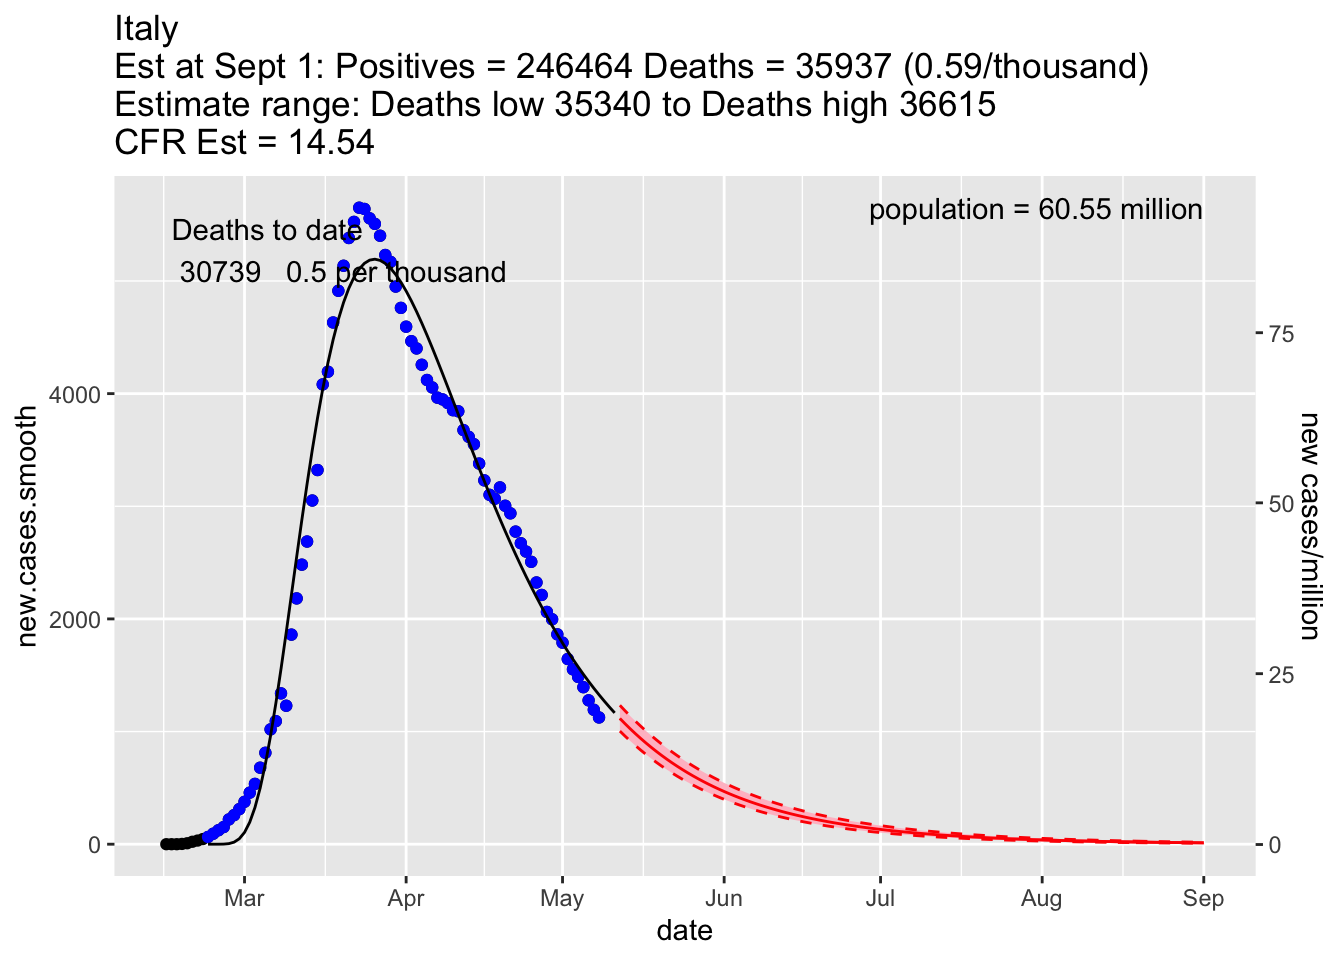 Italy
Est at Sept 1: Positives = 246464 Deaths = 35937 (0.59/thousand)
Estimate range: Deaths low 35340 to Deaths high 36615
CFR Est = 14.54
population = 60.55 million
Deaths to date
30739 0.5 per thousand
new.cases.smooth
4000
2000
0
75
50
25
0
new cases/million
Mar Apr May Jun Jul Aug Sep
date